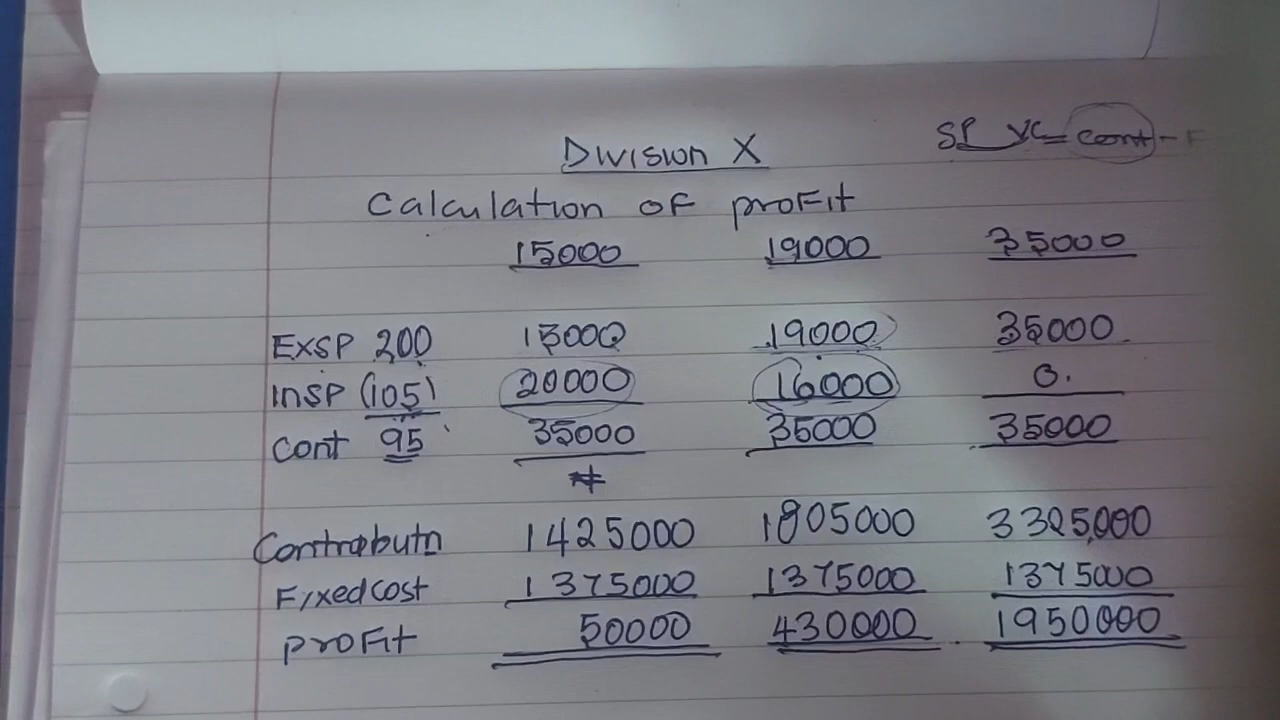 SP VC = cont -
Division X
Calculation of profit
15000 19000 35000
EXSP 200 15000 19000 35000
INSP (105) 20000 16000 0.
Cont 95 35000 35000 35000
Contrabutn 1425000 1805000 3325,000
Fixed cost 1375000 1375000 1375000
profit 50000 430000 1950000